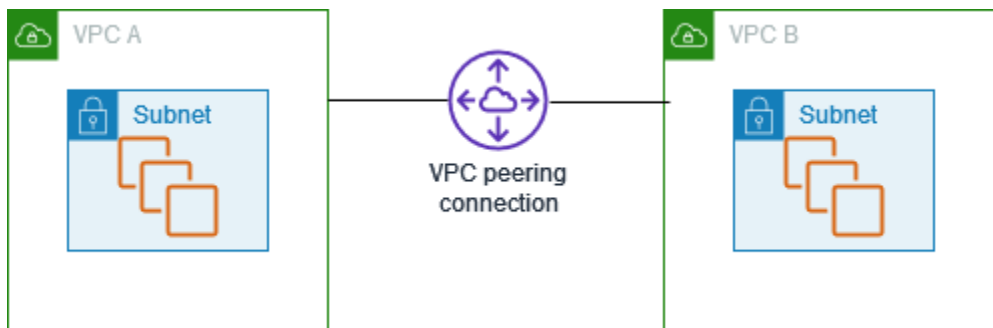 VPC A
VPC B
Subnet
Subnet
VPC peering
connection